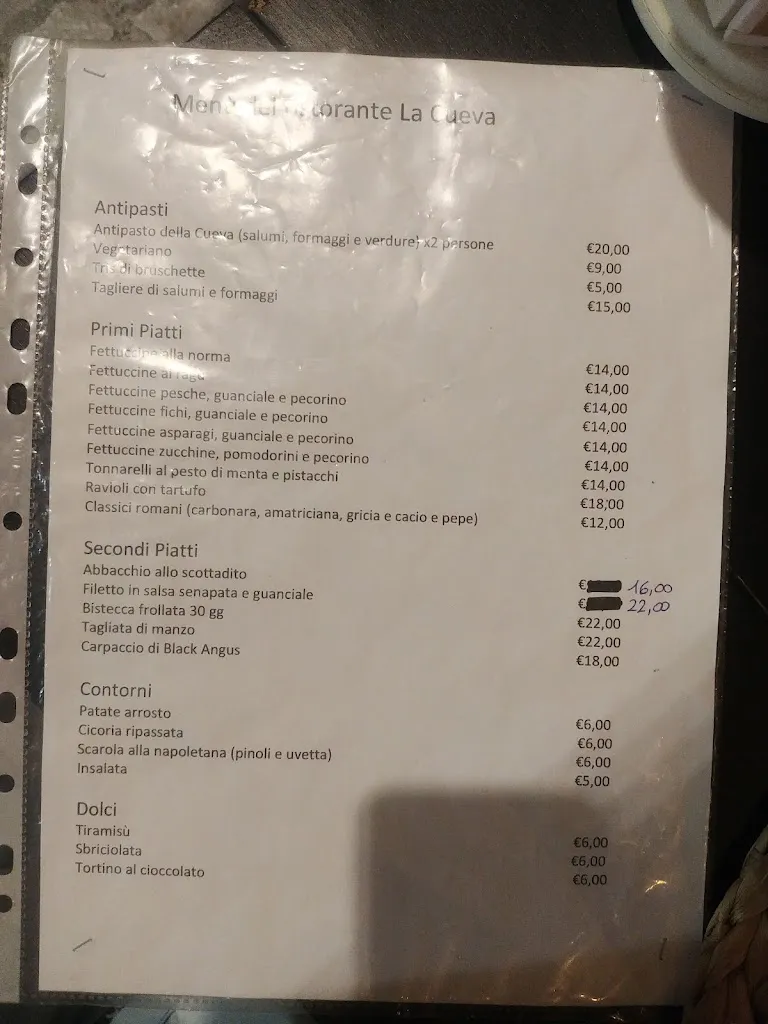 Menù del ristorante La Cueva
Antipasti
Antipasto della Cueva (salumi, formaggi e verdure) x2 persone €20,00
Vegetariano €9,00
Tris di bruschette €5,00
Tagliere di salumi e formaggi €15,00
Primi Piatti
Fettuccine alla norma €14,00
Fettuccine al ragù €14,00
Fettuccine pesche, guanciale e pecorino €14,00
Fettuccine fichi, guanciale e pecorino €14,00
Fettuccine asparagi, guanciale e pecorino €14,00
Fettuccine zucchine, pomodorini e pecorino €14,00
Tonnarelli al pesto di menta e pistacchi €14,00
Ravioli con tartufo €18,00
Classici romani (carbonara, amatriciana, gricia e cacio e pepe) €12,00
Secondi Piatti
Abbacchio allo scottadito € 16,00
Filetto in salsa senapata e guanciale € 22,00
Bistecca frollata 30 gg €22,00
Tagliata di manzo €22,00
Carpaccio di Black Angus €18,00
Contorni
Patate arrosto €6,00
Cicoria ripassata €6,00
Scarola alla napoletana (pinoli e uvetta) €6,00
Insalata €5,00
Dolci
Tiramisù €6,00
Sbriciolata €6,00
Tortino al cioccolato €6,00